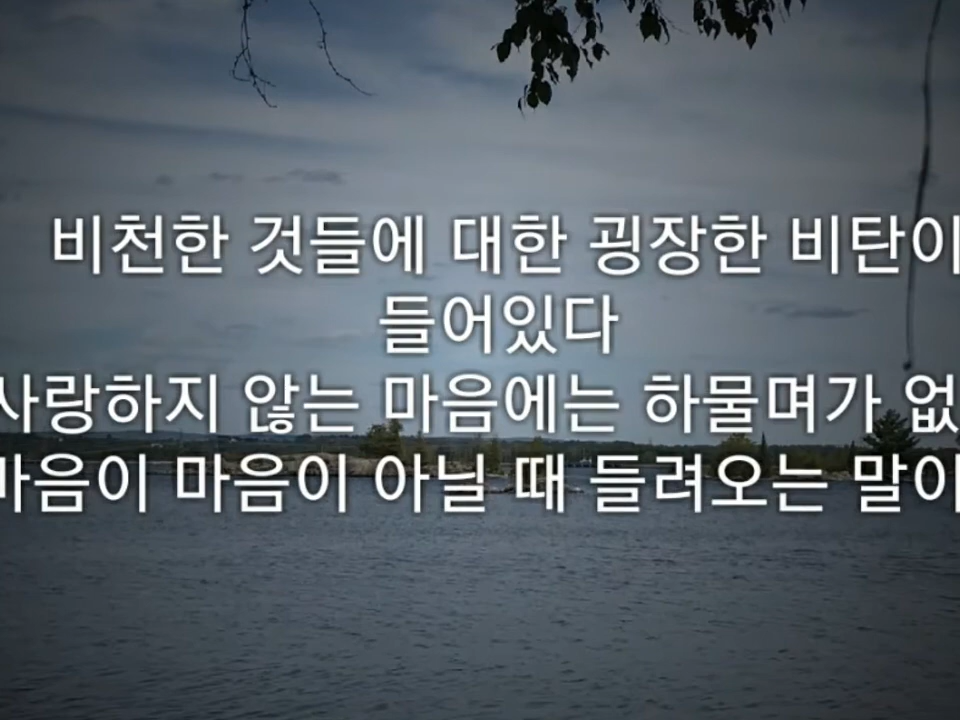 비천한 것들에 대한 굉장한 비탄이
들어있다
사랑하지 않는 마음에는 하물며가 없
마음이 마음이 아닐 때 들려오는 말이